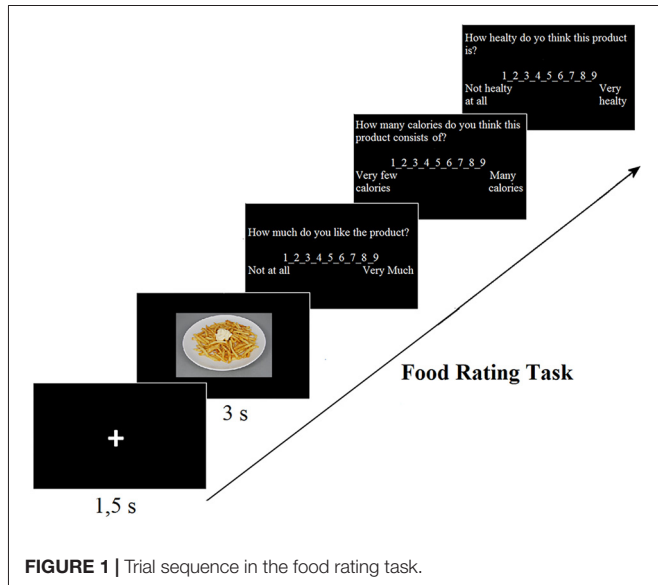 How healty do yo think this product
is?
1_2_3_4_5_6_7_8_9
Not healty Very
at all healty
How many calories do you think this
product consists of?
1_2_3_4_5_6_7_8_9
Very few Many
calories calories
How much do you like the product?
1_2_3_4_5_6_7_8_9
Not at all Very Much
Food Rating Task
3 s
1,5 s
FIGURE 1 | Trial sequence in the food rating task.